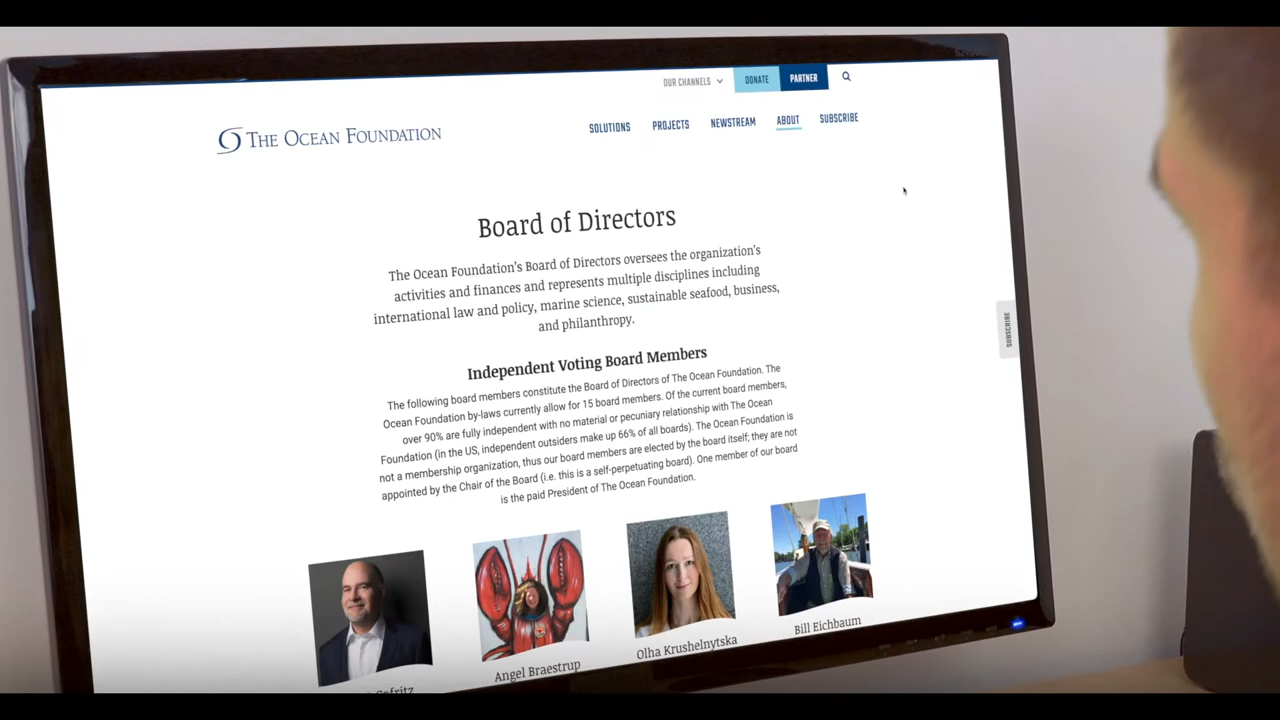 OUR CHANNELS
DONATE
PARTNER
THE OCEAN FOUNDATION
SOLUTIONS
PROJECTS
NEWSTREAM
ABOUT
SUBSCRIBE
Board of Directors
The Ocean Foundation's Board of Directors oversees the organization's
activities and finances and represents multiple disciplines including
international law and policy, marine science, sustainable seafood, business,
and philanthropy.
SUBSCRIBE
Independent Voting Board Members
The following board members constitute the Board of Directors of The Ocean Foundation. The
Ocean Foundation by-laws currently allow for 15 board members. Of the current board members,
over 90% are fully independent with no material or pecuniary relationship with The Ocean
Foundation (in the US, independent outsiders make up 66% of all boards). The Ocean Foundation is
not a membership organization, thus our board members are elected by the board itself; they are not
appointed by the Chair of the Board (i.e. this is a self-perpetuating board). One member of our board
is the paid President of The Ocean Foundation.
Angel Braestrup
Olha Krushelnytska
Bill Eichbaum